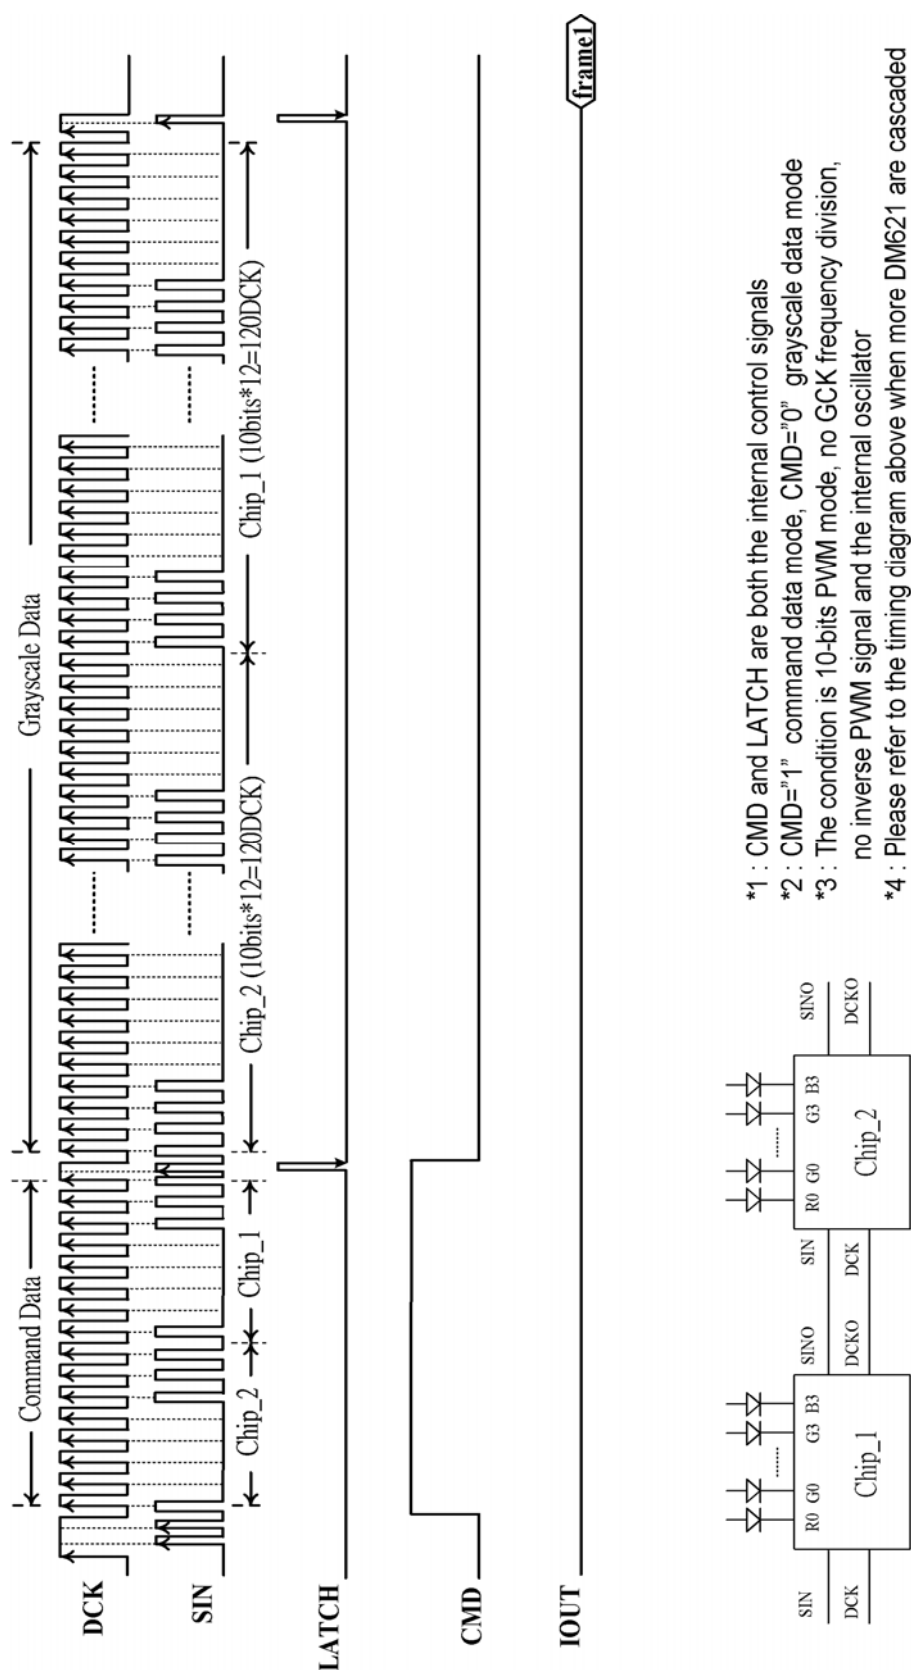 Command Data
Grayscale Data
DCK
SIN
Chip_2
Chip_1
Chip_2 (10bits*12=120DCK)
Chip_1 (10bits*12=120DCK)
LATCH
CMD
IOUT
frame1
SIN
DCK
R0 G0
G3 B3
Chip_1
SINO
DCKO
SIN
DCK
R0 G0
G3 B3
Chip_2
SINO
DCKO
*1 : CMD and LATCH are both the internal control signals
*2 : CMD="1" command data mode, CMD="0" grayscale data mode
*3 : The condition is 10-bits PWM mode, no GCK frequency division,
no inverse PWM signal and the internal oscillator
*4 : Please refer to the timing diagram above when more DM621 are cascaded